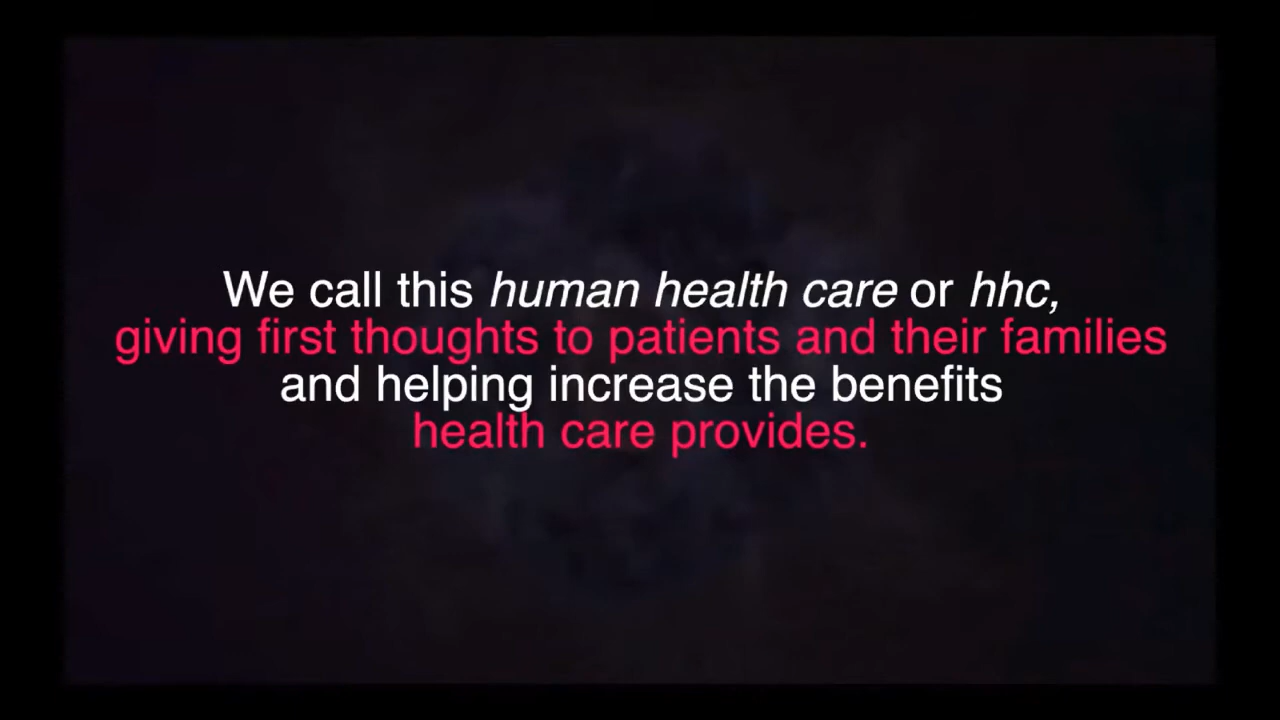 We call this human health care or hhc,
giving first thoughts to patients and their families
and helping increase the benefits
health care provides.